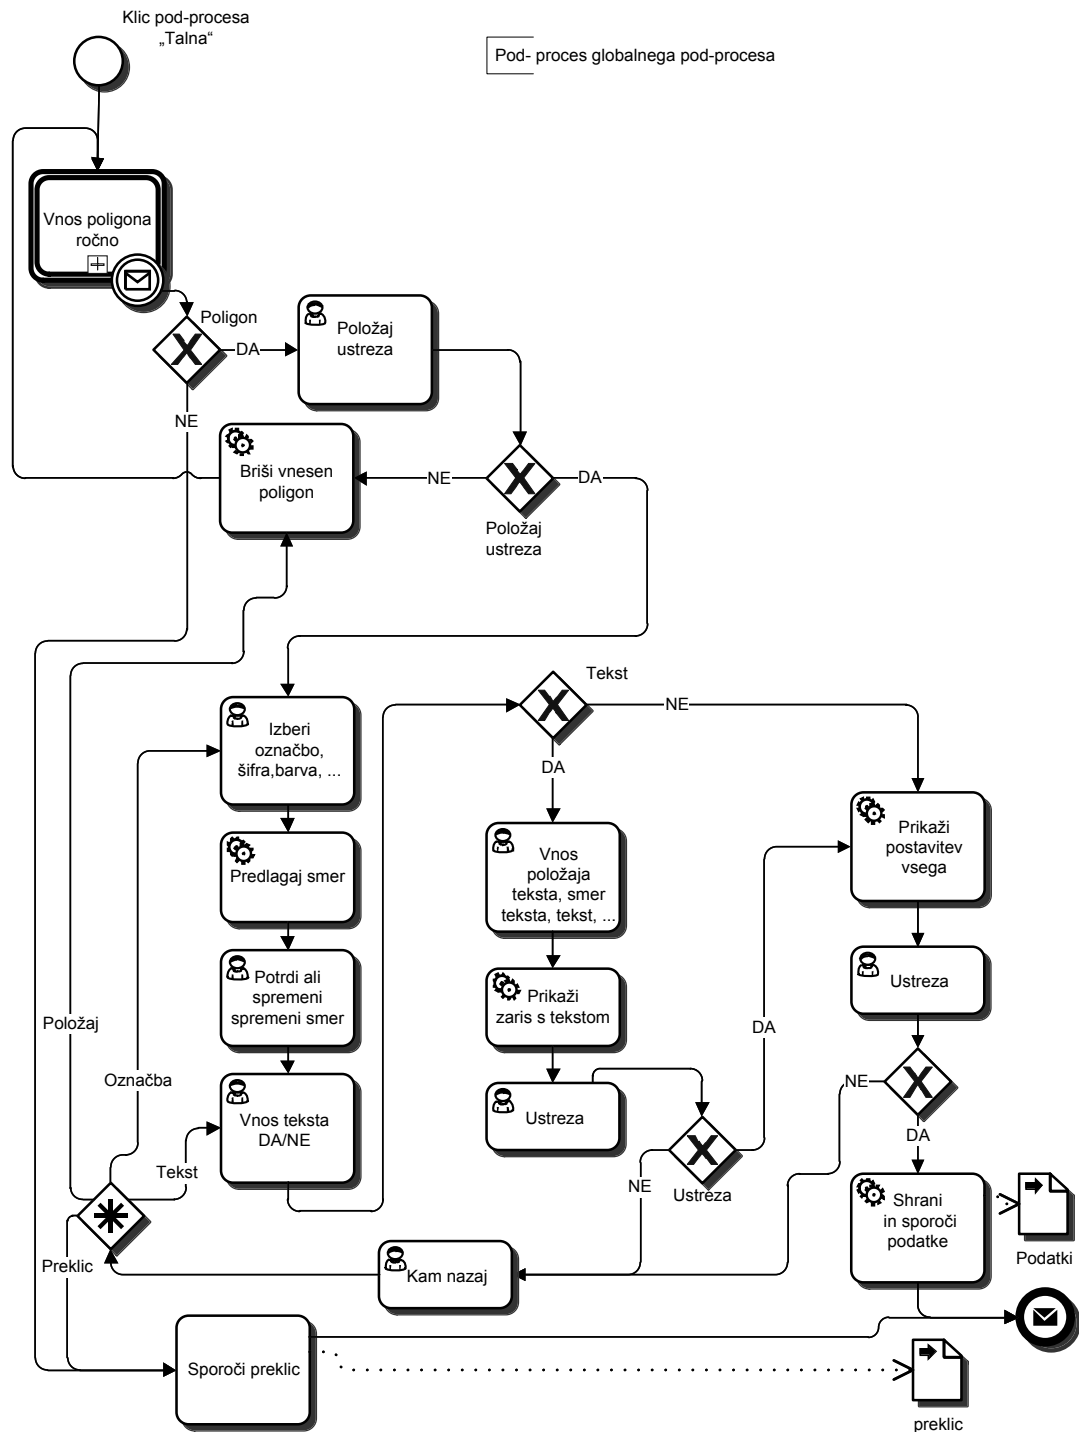 Klic pod-procesa
„Talna“
Pod- proces globalnega pod-procesa
Vnos poligona
ročno
Poligon
DA
Položaj
ustreza
NE
Briši vnesen
poligon
NE
DA
Položaj
ustreza
Tekst
NE
Izberi
označbo,
šifra,barva, ...
DA
Prikaži
postavitev
vsega
Predlagaj smer
Vnos
položaja
teksta, smer
teksta, tekst, ...
Potrdi ali
spremeni
spremeni smer
Prikaži
zaris s tekstom
Ustreza
Položaj
DA
Označba
NE
Vnos teksta
DA/NE
Ustreza
DA
Tekst
NE
Ustreza
Shrani
in sporoči
podatke
Preklic
Kam nazaj
Podatki
Sporoči preklic
preklic